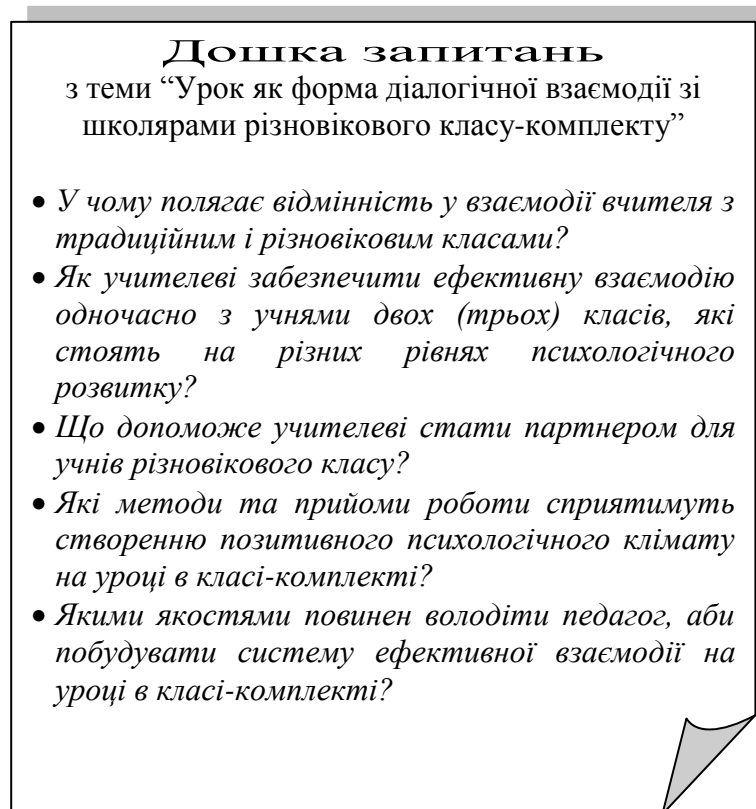 Дошка запитань
з теми “Урок як форма діалогічної взаємодії зі
школярами різновікового класу-комплекту”
• У чому полягає відмінність у взаємодії вчителя з
традиційним і різновіковим класами?
• Як учителеві забезпечити ефективну взаємодію
одночасно з учнями двох (трьох) класів, які
стоять на різних рівнях психологічного
розвитку?
• Що допоможе учителеві стати партнером для
учнів різновікового класу?
• Які методи та прийоми роботи сприятимуть
створенню позитивного психологічного клімату
на уроці в класі-комплекті?
• Якими якостями повинен володіти педагог, аби
побудувати систему ефективної взаємодії на
уроці в класі-комплекті?